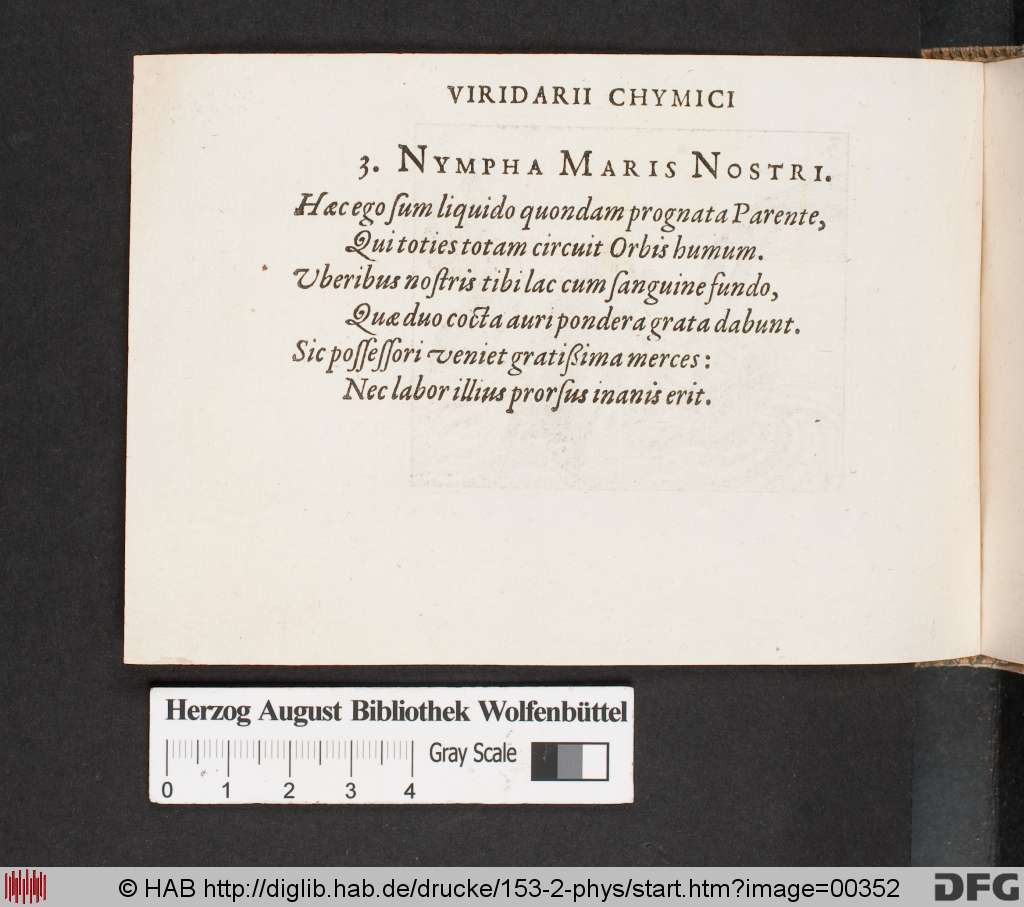 VIRIDARII CHYMICI
3. NYMPHA MARIS NOSTRI.
Hæc ego ſum liquido quondam prognata Parente,
Qui toties totam circuit Orbis humum.
Vberibus noſtris tibi lac cum ſanguine fundo,
Quæ duo cocta auri pondera grata dabunt.
Sic poſſeſſori veniet gratißima merces:
Nec labor illius prorſus inanis erit.
Herzog August Bibliothek Wolfenbüttel
Gray Scale
0 1 2 3 4
© HAB http://diglib.hab.de/drucke/153-2-phys/start.htm?image=00352
DFG